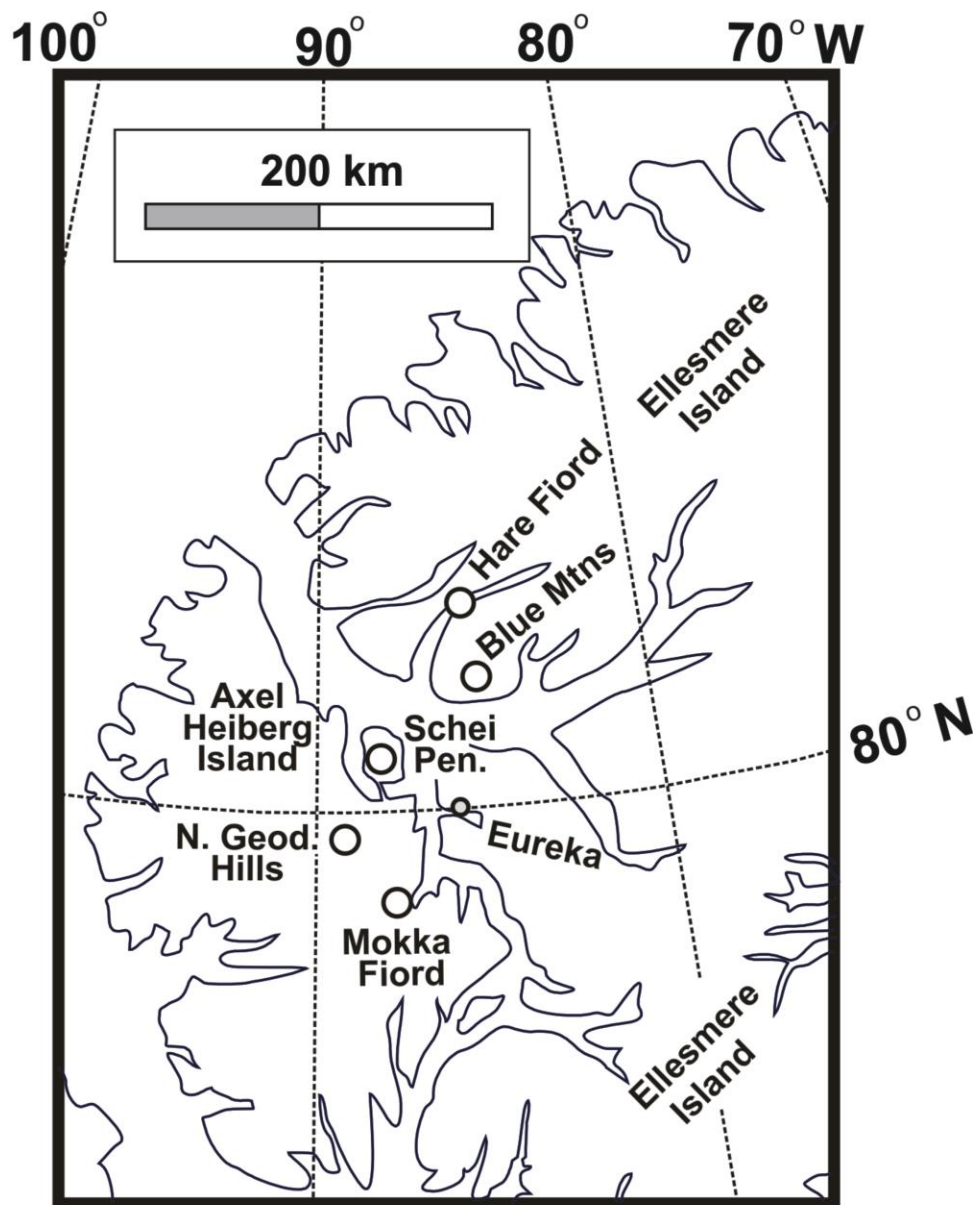 100° 90° 80° 70° W
200 km
Ellesmere
Island
Hare Fiord
Blue Mtns
Axel
Heiberg
Island
Schei
Pen.
80° N
N. Geod.
Hills
Eureka
Mokka
Fiord
Ellesmere
Island